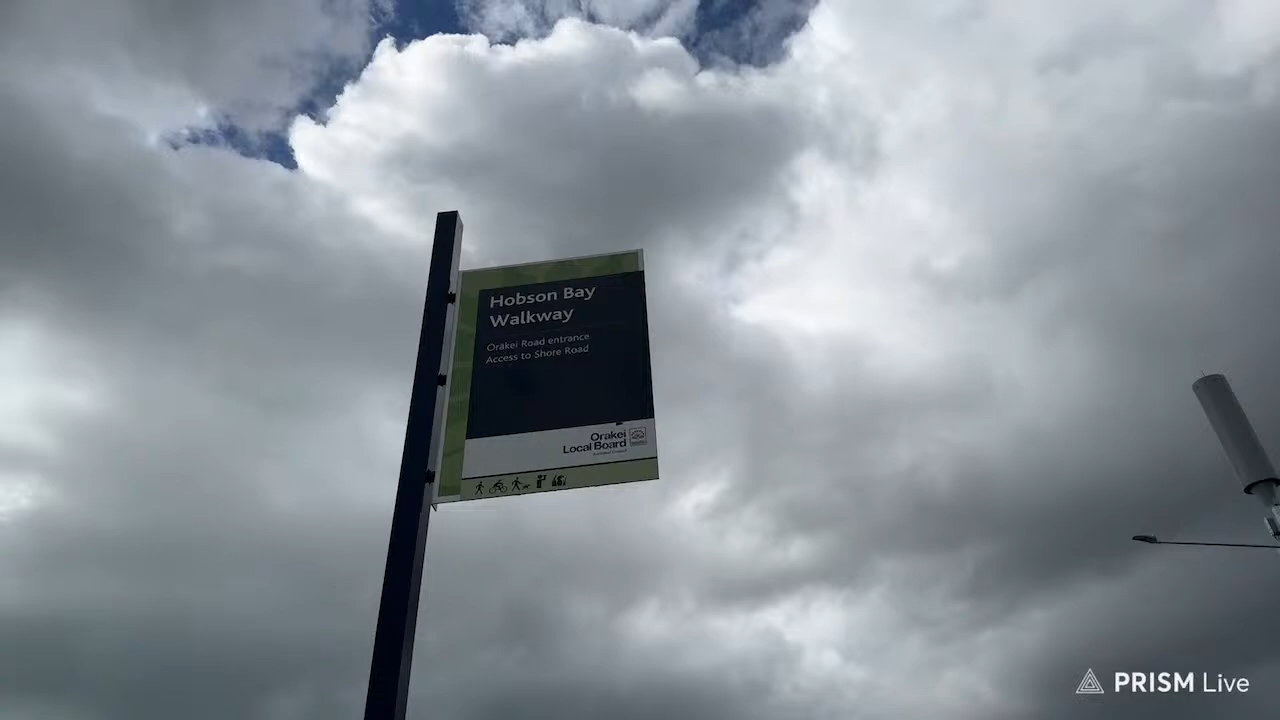 Hobson Bay
Walkway
Orakei Road entrance
Access to Shore Road
Orakei
Local Board
PRISM Live